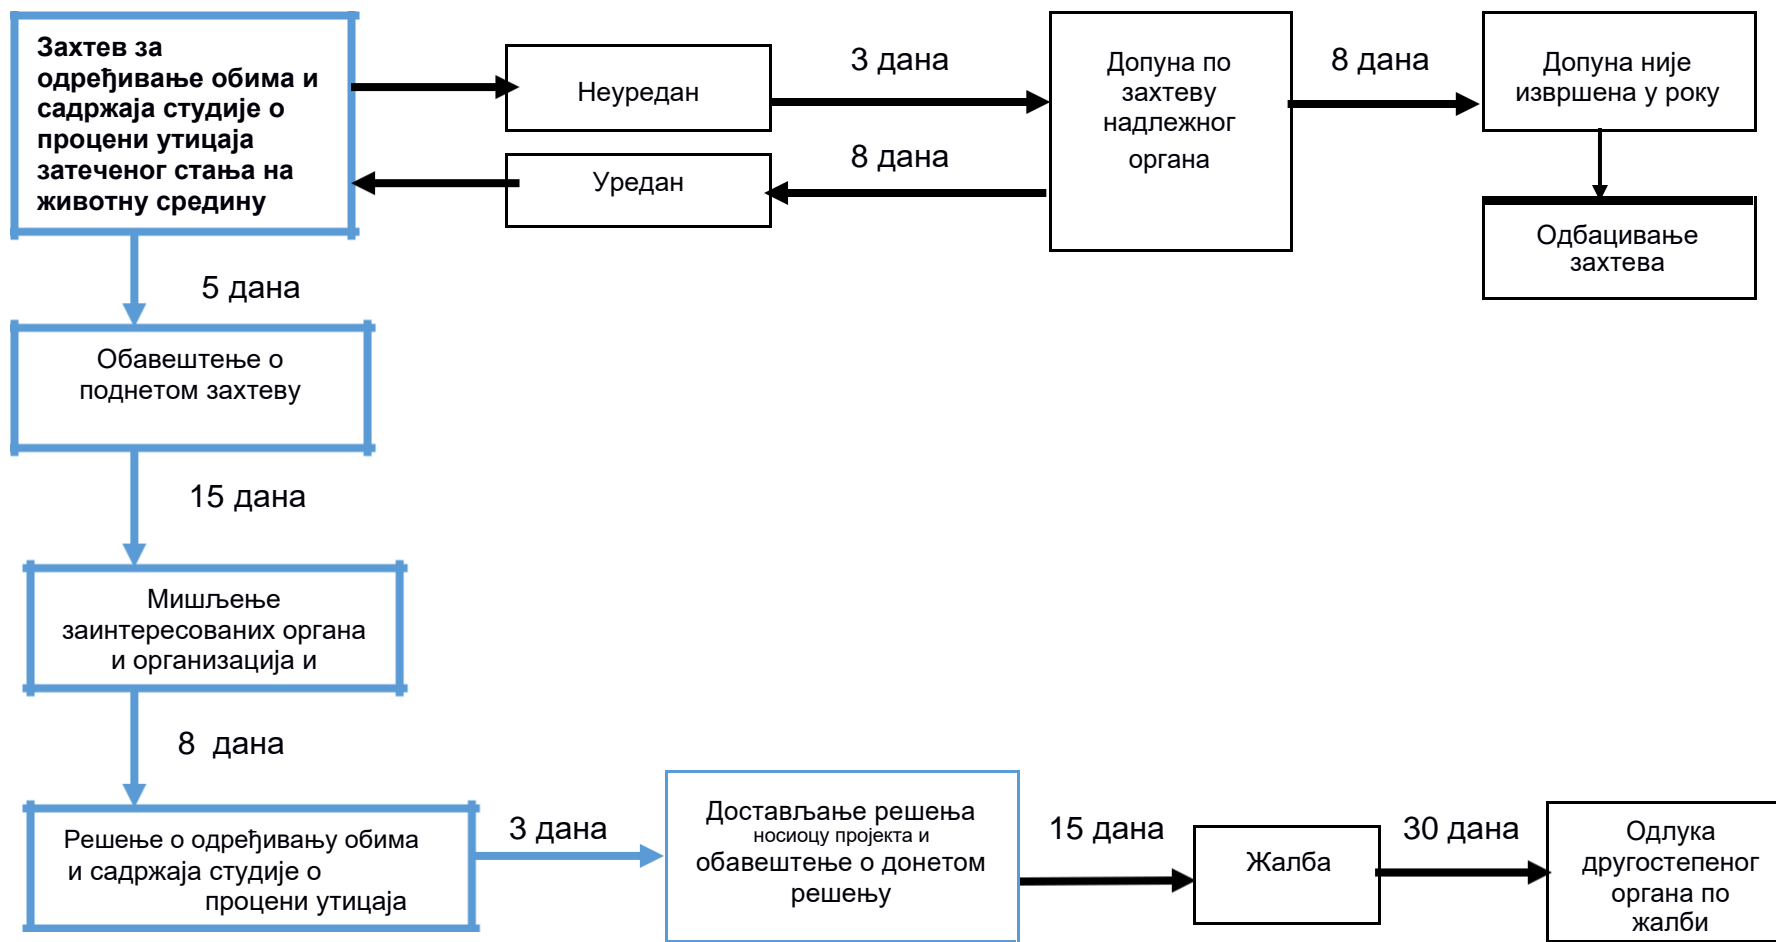 Захтев за
одређивање обима и
садржаја студије о
процени утицаја
затеченог стања на
животну средину
Неуредан
3 дана
Допуна по
захтеву
надлежног
органа
8 дана
Допуна није
извршена у року
Уредан
8 дана
Одбацивање
захтева
5 дана
Обавештење о
поднетом захтеву
15 дана
Мишљење
заинтересованих органа
и организација и
8 дана
Решење о одређивању обима
и садржаја студије о
процени утицаја
3 дана
Достављање решења
носиоцу пројекта и
обавештење о донетом
решењу
15 дана
Жалба
30 дана
Одлука
другостепеног
органа по
жалби